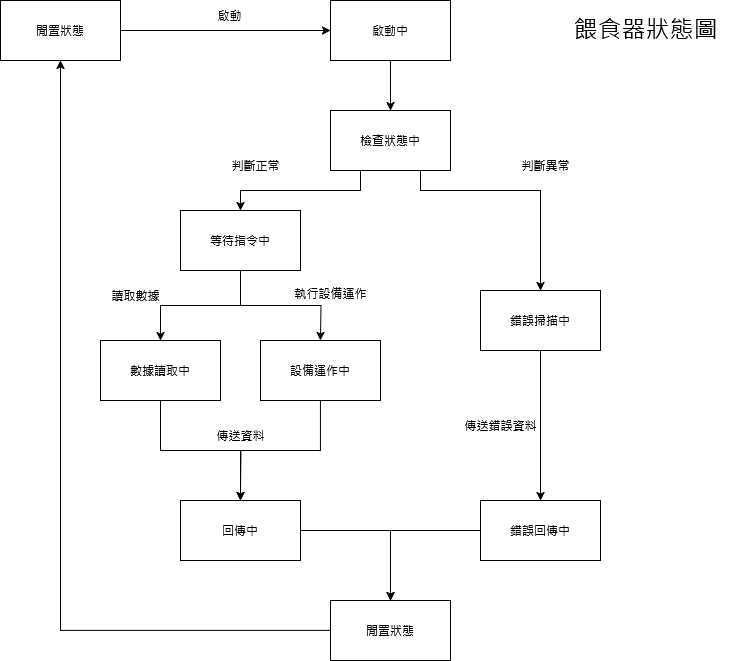 餵食器狀態圖
閒置狀態
啟動
啟動中
檢查狀態中
判斷正常
判斷異常
等待指令中
讀取數據
執行設備運作
錯誤掃描中
數據讀取中
設備運作中
傳送資料
傳送錯誤資料
回傳中
錯誤回傳中
閒置狀態